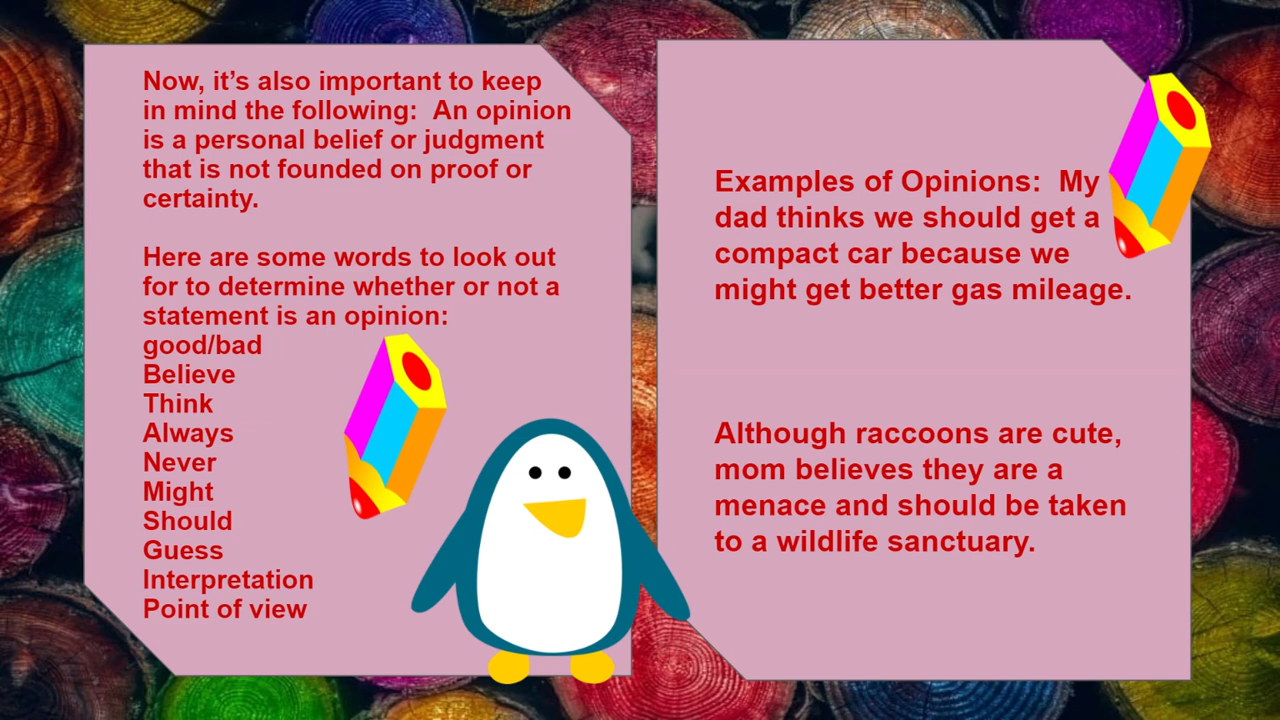 Now, it’s also important to keep
in mind the following:  An opinion
is a personal belief or judgment
that is not founded on proof or
certainty.
Here are some words to look out
for to determine whether or not a
statement is an opinion:
good/bad
Believe
Think
Always
Never
Might
Should
Guess
Interpretation
Point of view
Examples of Opinions:  My
dad thinks we should get a
compact car because we
might get better gas mileage.
Although raccoons are cute,
mom believes they are a
menace and should be taken
to a wildlife sanctuary.